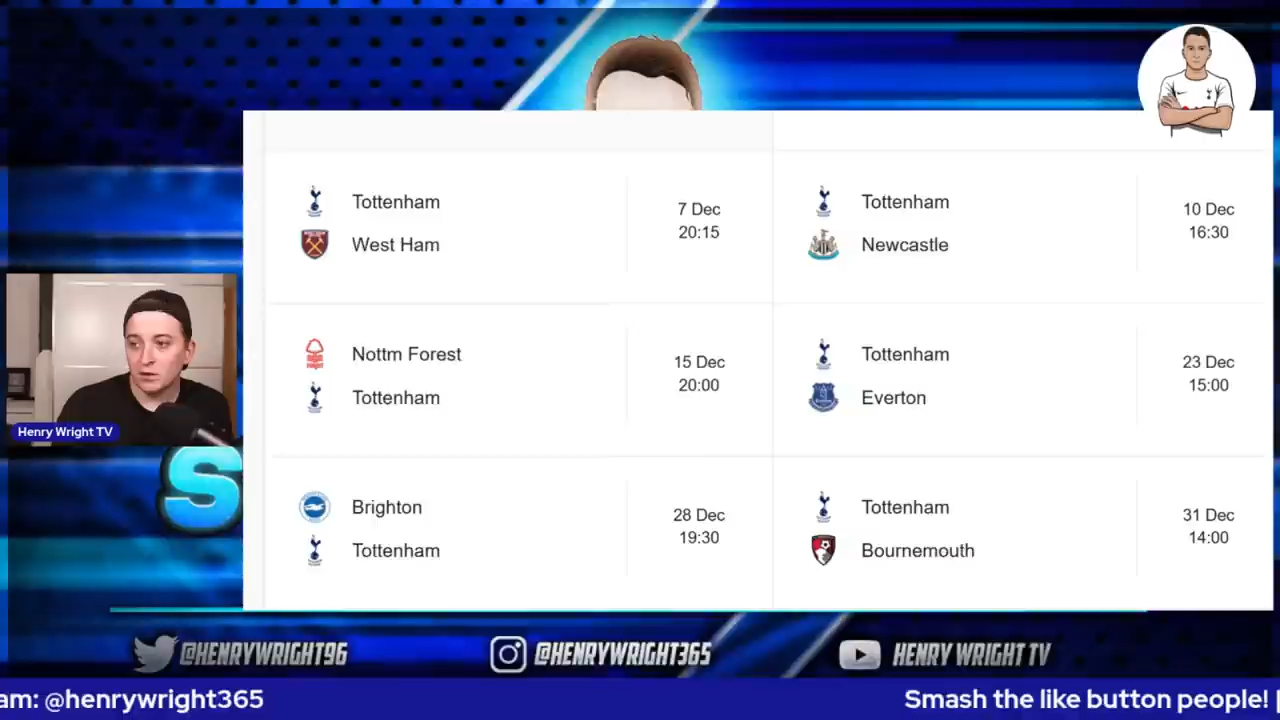 Tottenham
West Ham
7 Dec
20:15
Tottenham
Newcastle
10 Dec
16:30
Nottm Forest
Tottenham
15 Dec
20:00
Tottenham
Everton
23 Dec
15:00
Brighton
Tottenham
28 Dec
19:30
Tottenham
Bournemouth
31 Dec
14:00
Henry Wright TV
S
@HENRYWRIGHT96
@HENRYWRIGHT365
HENRY WRIGHT TV
am: @henrywright365
Smash the like button people! |